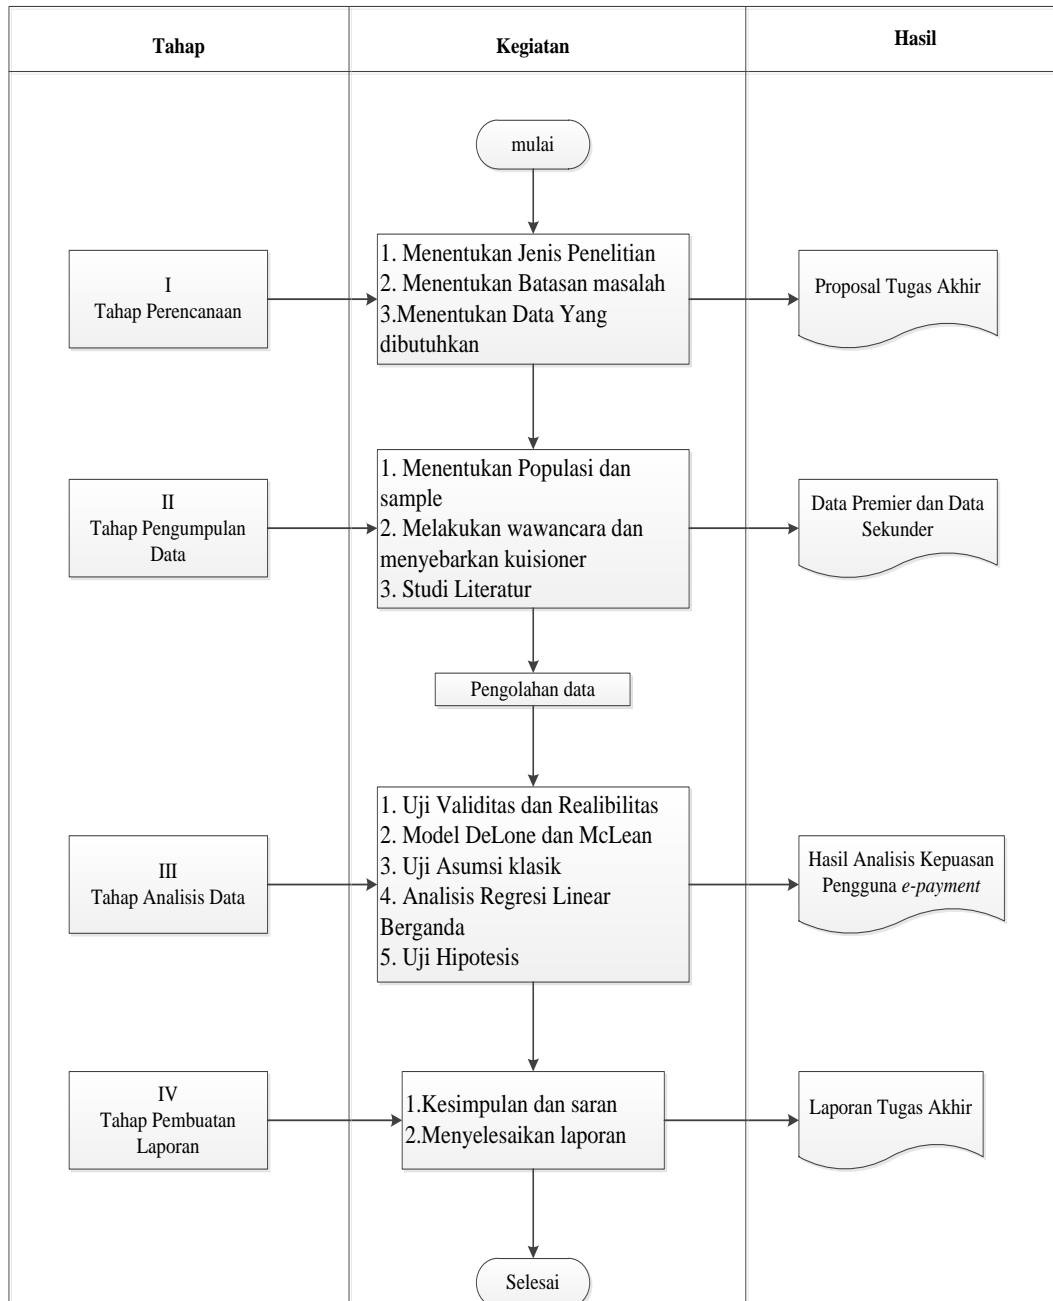 Tahap
Kegiatan
Hasil
mulai
I
Tahap Perencanaan
1. Menentukan Jenis Penelitian
2. Menentukan Batasan masalah
3.Menentukan Data Yang
dibutuhkan
Proposal Tugas Akhir
II
Tahap Pengumpulan
Data
1. Menentukan Populasi dan
sample
2. Melakukan wawancara dan
menyebarkan kuisioner
3. Studi Literatur
Data Premier dan Data
Sekunder
Pengolahan data
III
Tahap Analisis Data
1. Uji Validitas dan Realibilitas
2. Model DeLone dan McLean
3. Uji Asumsi klasik
4. Analisis Regresi Linear
Berganda
5. Uji Hipotesis
Hasil Analisis Kepuasan
Pengguna e-payment
IV
Tahap Pembuatan
Laporan
1.Kesimpulan dan saran
2.Menyelesaikan laporan
Laporan Tugas Akhir
Selesai